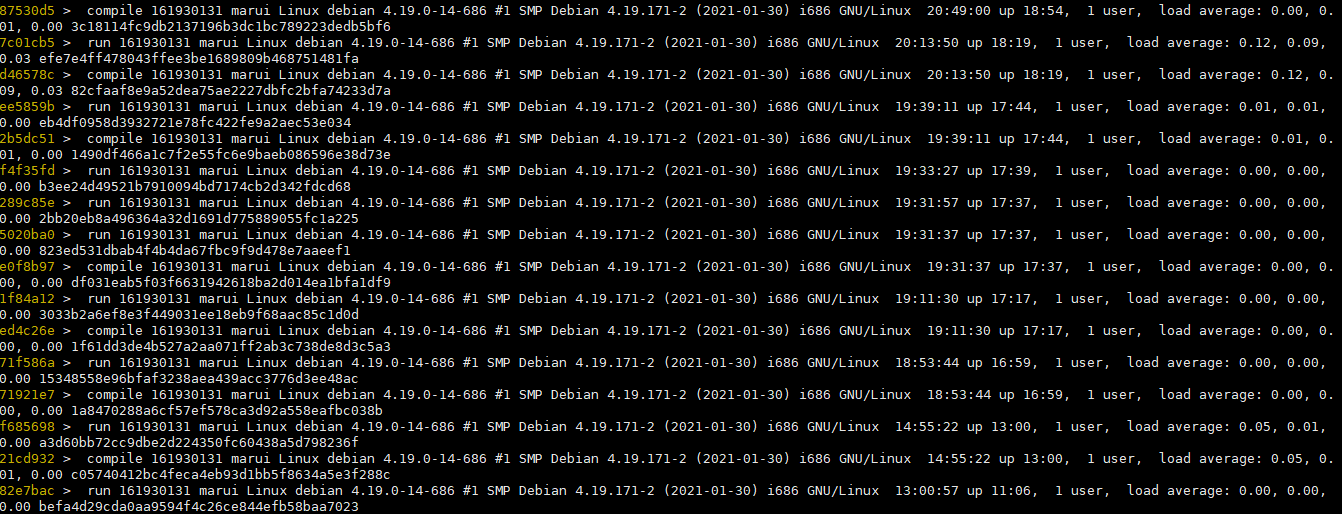 87530d5 >  compile 161930131 marui Linux debian 4.19.0-14-686 #1 SMP Debian 4.19.171-2 (2021-01-30) i686 GNU/Linux  20:49:00 up 18:54,  1 user,  load average: 0.00, 0.
01, 0.00 3c18114fc9db2137196b3dc1bc789223dedb5bf6
7c01cb5 >  run 161930131 marui Linux debian 4.19.0-14-686 #1 SMP Debian 4.19.171-2 (2021-01-30) i686 GNU/Linux  20:13:50 up 18:19,  1 user,  load average: 0.12, 0.09,
0.03 efe7e4ff478043ffee3be1689809b468751481fa
d46578c >  compile 161930131 marui Linux debian 4.19.0-14-686 #1 SMP Debian 4.19.171-2 (2021-01-30) i686 GNU/Linux  20:13:50 up 18:19,  1 user,  load average: 0.12, 0.
09, 0.03 82cfaaf8e9a52dea75ae2227dbfc2bfa74233d7a
ee5859b >  run 161930131 marui Linux debian 4.19.0-14-686 #1 SMP Debian 4.19.171-2 (2021-01-30) i686 GNU/Linux  19:39:11 up 17:44,  1 user,  load average: 0.01, 0.01,
0.00 eb4df0958d3932721e78fc422fe9a2aec53e034
2b5dc51 >  compile 161930131 marui Linux debian 4.19.0-14-686 #1 SMP Debian 4.19.171-2 (2021-01-30) i686 GNU/Linux  19:39:11 up 17:44,  1 user,  load average: 0.01, 0.
01, 0.00 1490df466a1c7f2e55fc6e9baeb086596e38d73e
f4f35fd >  run 161930131 marui Linux debian 4.19.0-14-686 #1 SMP Debian 4.19.171-2 (2021-01-30) i686 GNU/Linux  19:33:27 up 17:39,  1 user,  load average: 0.00, 0.00,
0.00 b3ee24d49521b7910094bd7174cb2d342fdcd68
289c85e >  run 161930131 marui Linux debian 4.19.0-14-686 #1 SMP Debian 4.19.171-2 (2021-01-30) i686 GNU/Linux  19:31:57 up 17:37,  1 user,  load average: 0.00, 0.00,
0.00 2bb20eb8a496364a32d1691d775889055fc1a225
5020ba0 >  run 161930131 marui Linux debian 4.19.0-14-686 #1 SMP Debian 4.19.171-2 (2021-01-30) i686 GNU/Linux  19:31:37 up 17:37,  1 user,  load average: 0.00, 0.00,
0.00 823ed531dbab4f4b4da67fbc9f9d478e7aaeef1
e0f8b97 >  compile 161930131 marui Linux debian 4.19.0-14-686 #1 SMP Debian 4.19.171-2 (2021-01-30) i686 GNU/Linux  19:31:37 up 17:37,  1 user,  load average: 0.00, 0.
00, 0.00 df031eab5f03f6631942618ba2d014ea1bfa1df9
1f84a12 >  run 161930131 marui Linux debian 4.19.0-14-686 #1 SMP Debian 4.19.171-2 (2021-01-30) i686 GNU/Linux  19:11:30 up 17:17,  1 user,  load average: 0.00, 0.00,
0.00 3033b2a6ef8e3f449031ee18eb9f68aac85c1d0d
ed4c26e >  compile 161930131 marui Linux debian 4.19.0-14-686 #1 SMP Debian 4.19.171-2 (2021-01-30) i686 GNU/Linux  19:11:30 up 17:17,  1 user,  load average: 0.00, 0.
00, 0.00 1f61dd3de4b527a2aa071ff2ab3c738de8d3c5a3
71f586a >  run 161930131 marui Linux debian 4.19.0-14-686 #1 SMP Debian 4.19.171-2 (2021-01-30) i686 GNU/Linux  18:53:44 up 16:59,  1 user,  load average: 0.00, 0.00,
0.00 15348558e96bfaf3238aea439acc3776d3ee48ac
71921e7 >  compile 161930131 marui Linux debian 4.19.0-14-686 #1 SMP Debian 4.19.171-2 (2021-01-30) i686 GNU/Linux  18:53:44 up 16:59,  1 user,  load average: 0.00, 0.
00, 0.00 1a8470288a6cf57ef578ca3d92a558eafbc038b
f685698 >  run 161930131 marui Linux debian 4.19.0-14-686 #1 SMP Debian 4.19.171-2 (2021-01-30) i686 GNU/Linux  14:55:22 up 13:00,  1 user,  load average: 0.05, 0.01,
0.00 a3d60bb72cc9dbe2d224350fc60438a5d798236f
21cd932 >  compile 161930131 marui Linux debian 4.19.0-14-686 #1 SMP Debian 4.19.171-2 (2021-01-30) i686 GNU/Linux  14:55:22 up 13:00,  1 user,  load average: 0.05, 0.
01, 0.00 c05740412bc4feca4eb93d1bb5f8634a5e3f288c
82e7bac >  run 161930131 marui Linux debian 4.19.0-14-686 #1 SMP Debian 4.19.171-2 (2021-01-30) i686 GNU/Linux  13:00:57 up 11:06,  1 user,  load average: 0.00, 0.00,
0.00 befa4d29cda0aa9594f4c26ce844efb58baa7023